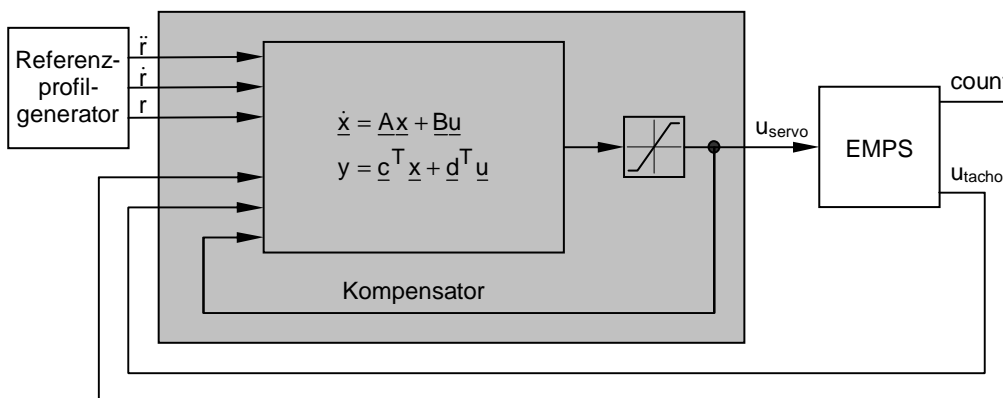 Referenz-
profil-
generator
r̈
ṙ
r
ẋ = Ax + Bu
y = cᵀx + dᵀu
Kompensator
u_servo
EMPS
count
u_tacho